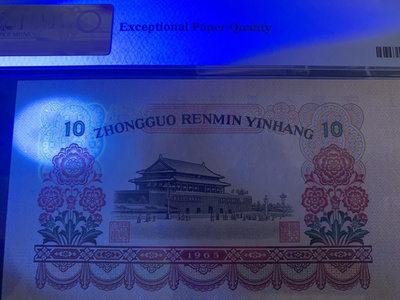 Exceptional Paper Quality
10 ZHONGGUO RENMIN YINHANG 10
1965